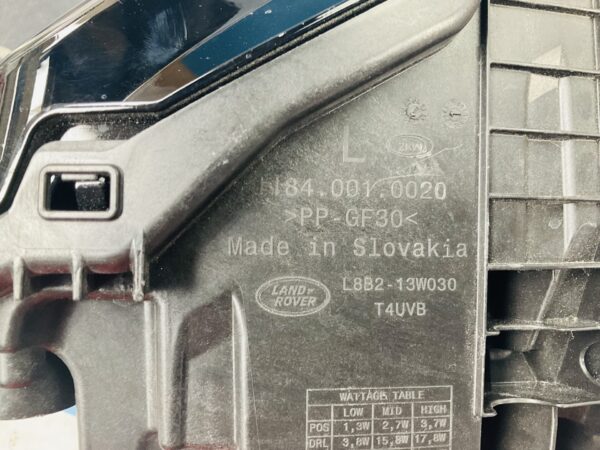 L ZKW
184.001.0020
>PP-GF30<
Made in Slovakia
LAND ROVER
L8B2-13W030
T4UVB
WATTAGE TABLE
LOW MID HIGH
POS 1,3W 2,7W 3,7W
DRL 3,8W 15,8W 17,8W